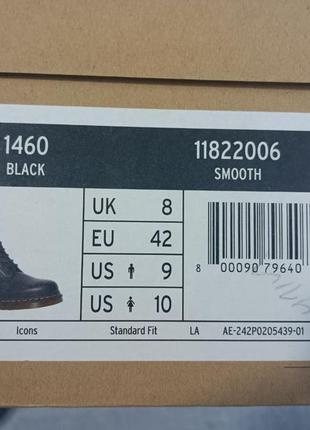 1460
BLACK
11822006
SMOOTH
UK 8
EU 42
US 9
US 10
8 00090 79640
Icons
Standard Fit
LA
AE-242P0205439-01